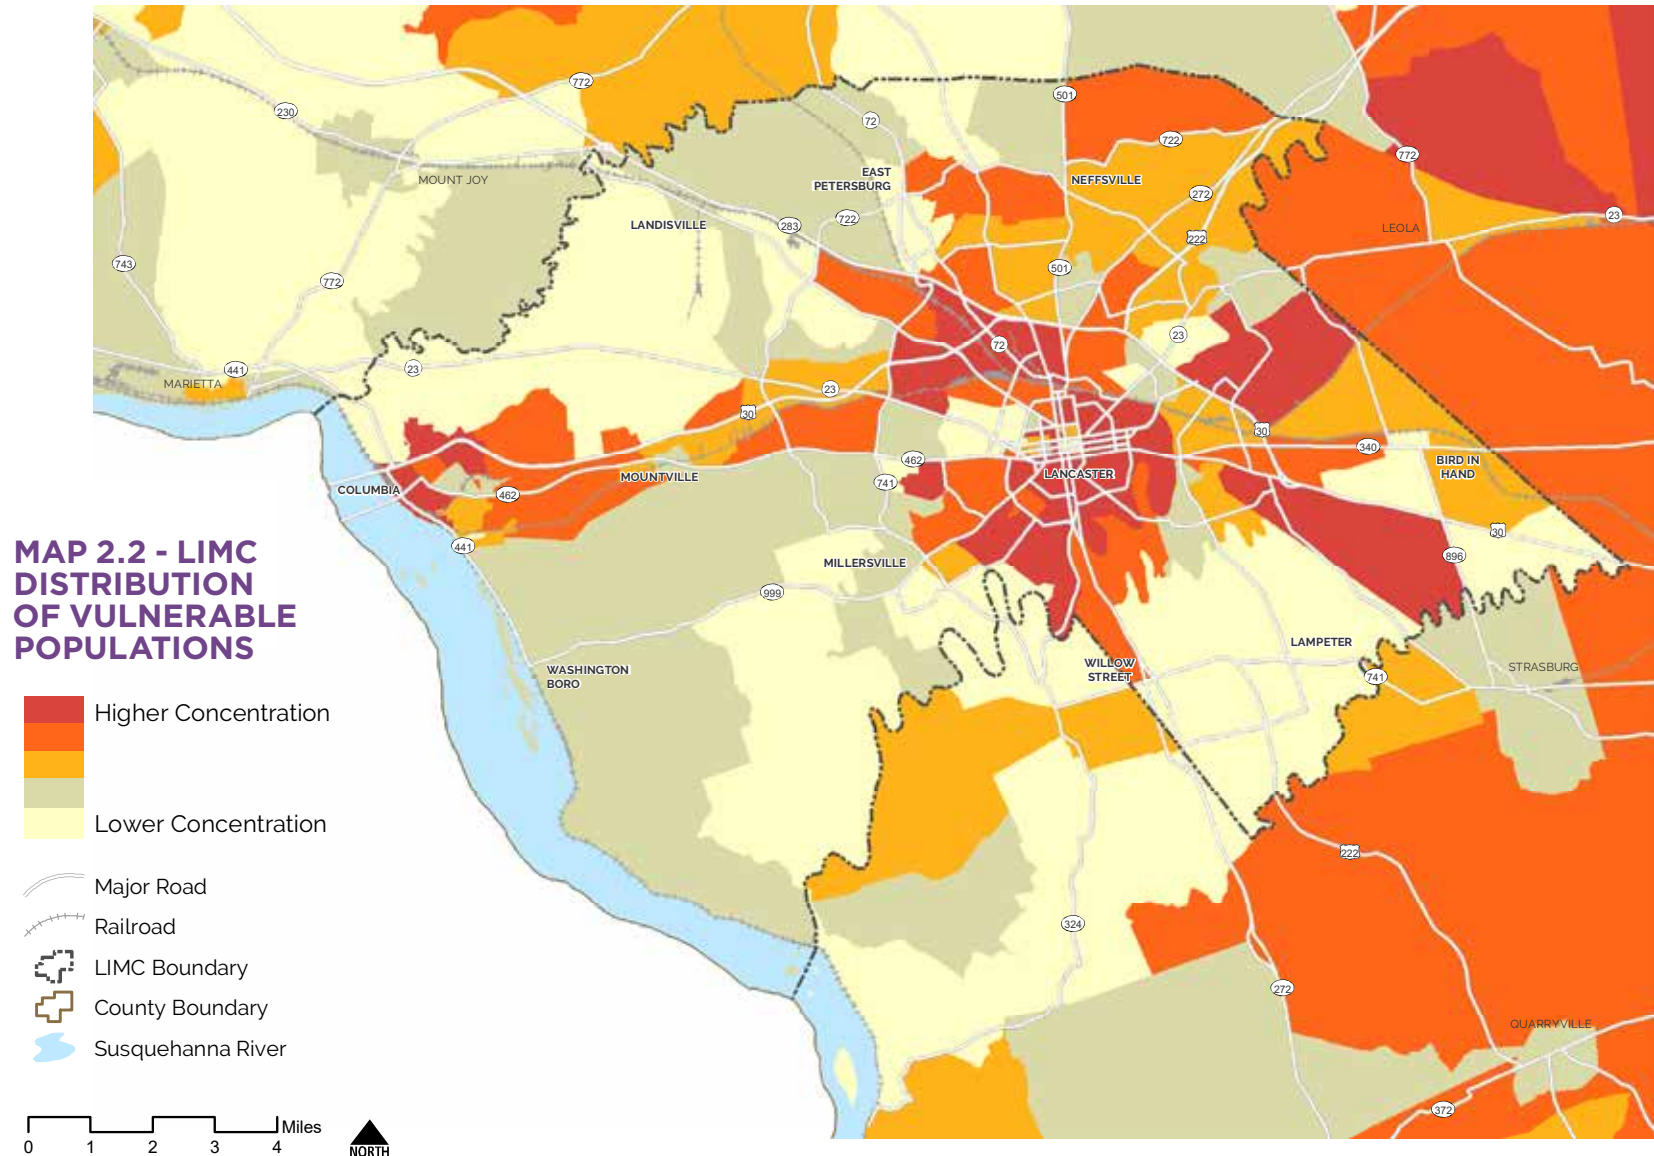 501
72
772
230
722
772
MOUNT JOY
EAST
PETERSBURG
NEFFSVILLE
272
LANDISVILLE
283
722
222
23
LEOLA
743
772
501
23
72
441
MARIETTA
23
23
30
30
340
462
741
LANCASTER
BIRD IN
HAND
COLUMBIA
462
MOUNTVILLE
30
441
896
MILLERSVILLE
999
MAP 2.2 - LIMC
DISTRIBUTION
OF VULNERABLE
POPULATIONS
WASHINGTON
BORO
WILLOW
STREET
LAMPETER
741
STRASBURG
Higher Concentration
Lower Concentration
222
Major Road
Railroad
LIMC Boundary
County Boundary
Susquehanna River
324
272
QUARRYVILLE
372
Miles
0 1 2 3 4
NORTH